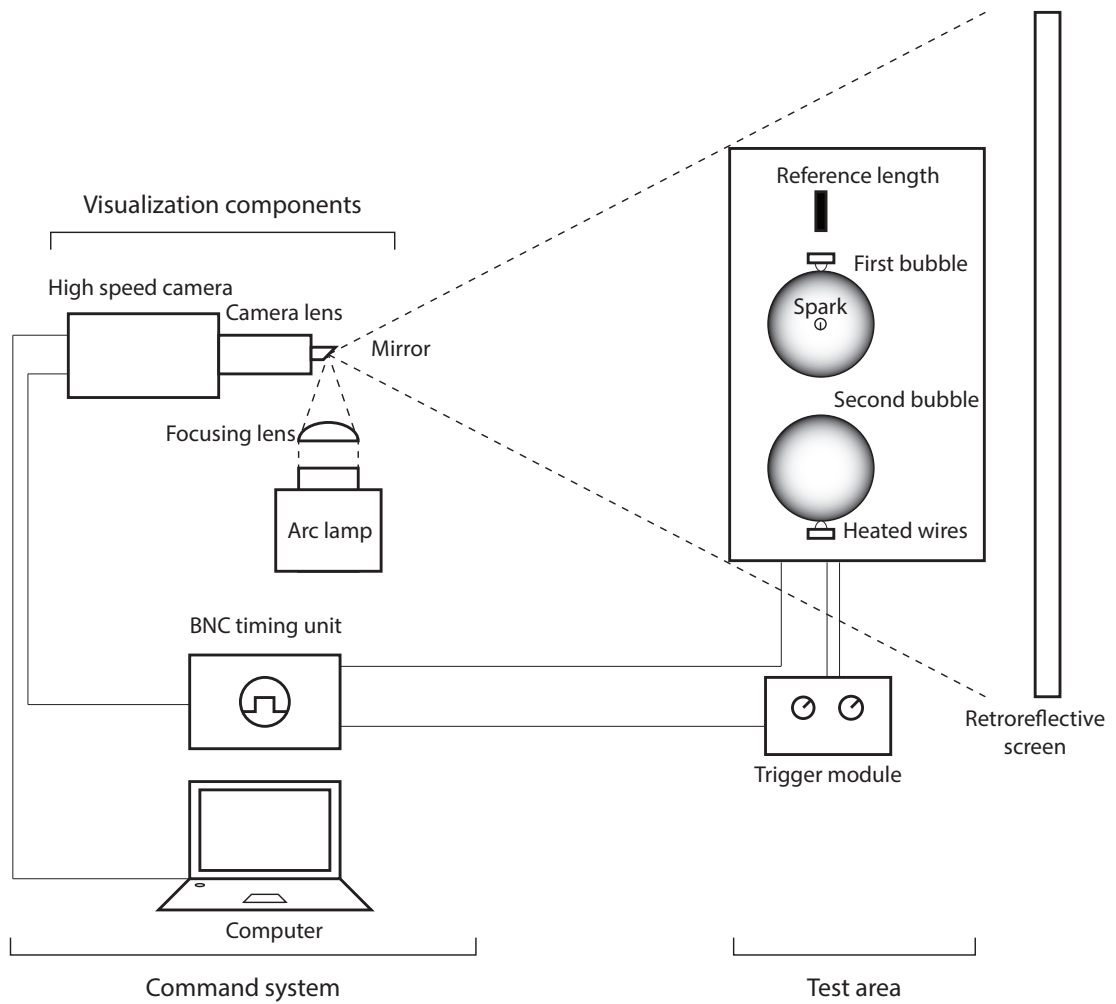 Visualization components
High speed camera
Camera lens
Mirror
Focusing lens
Arc lamp
Reference length
First bubble
Spark
Second bubble
Heated wires
BNC timing unit
Trigger module
Retroreflective
screen
Computer
Command system
Test area